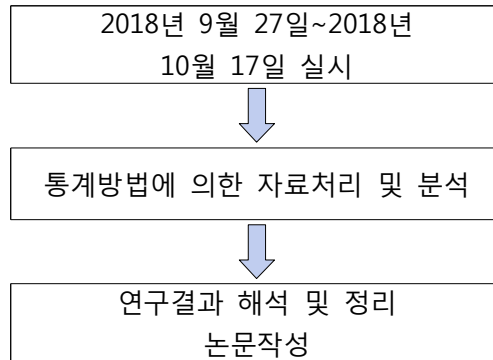 2018년 9월 27일~2018년
10월 17일 실시
통계방법에 의한 자료처리 및 분석
연구결과 해석 및 정리
논문작성